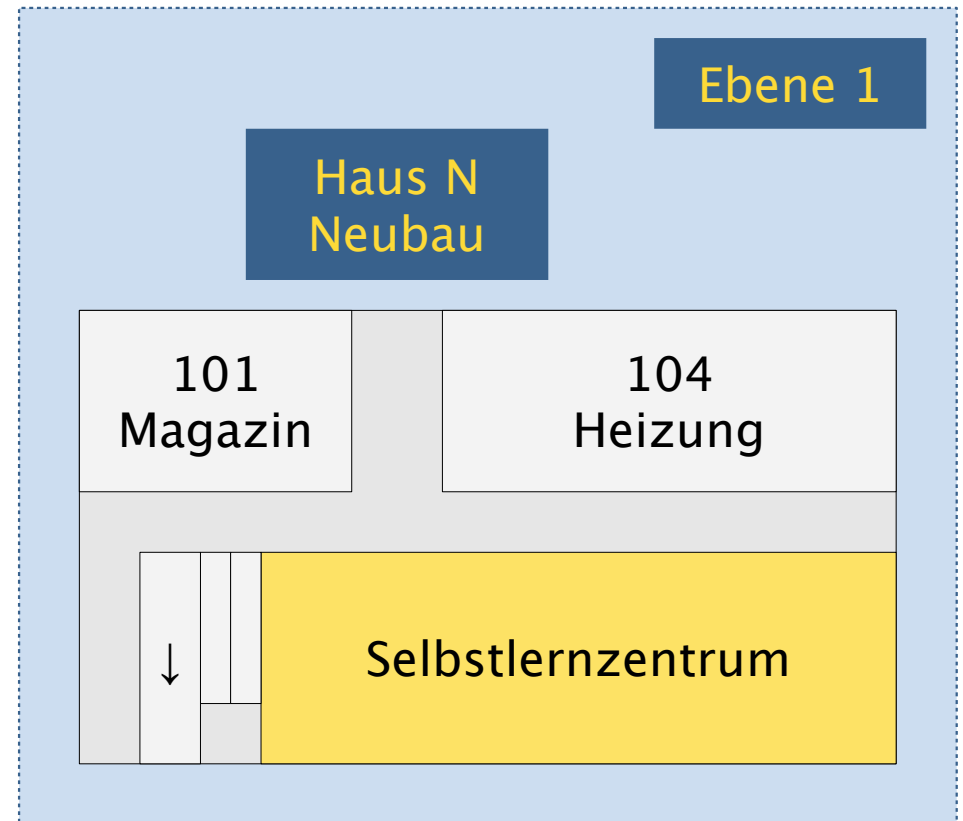 Ebene 1
Haus N
Neubau
101
Magazin
104
Heizung
↓
Selbstlernzentrum